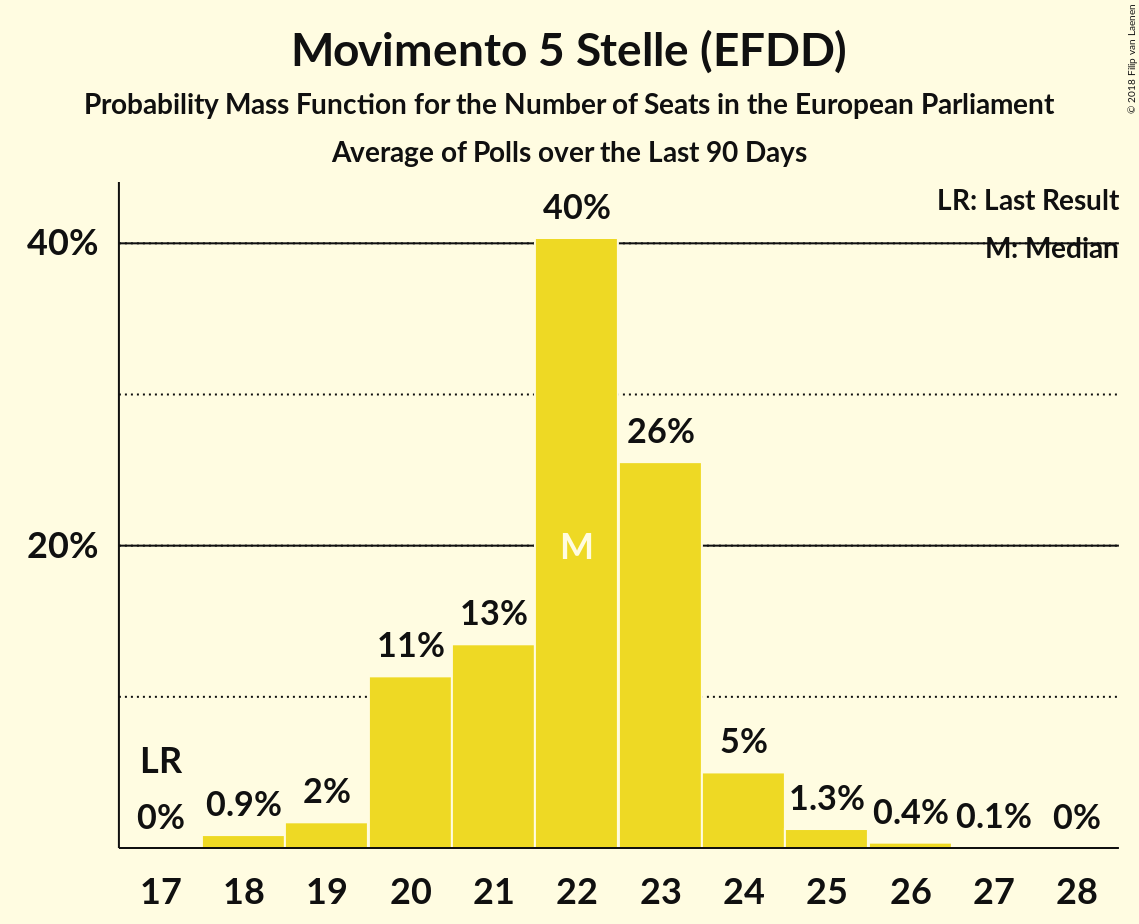 Movimento 5 Stelle (EFDD)
Probability Mass Function for the Number of Seats in the European Parliament
Average of Polls over the Last 90 Days
© 2018 Filip van Laenen
LR: Last Result
M: Median
40%
20%
LR
0%
0.9%
2%
11%
13%
40%
M
26%
5%
1.3%
0.4%
0.1%
0%
17 18 19 20 21 22 23 24 25 26 27 28